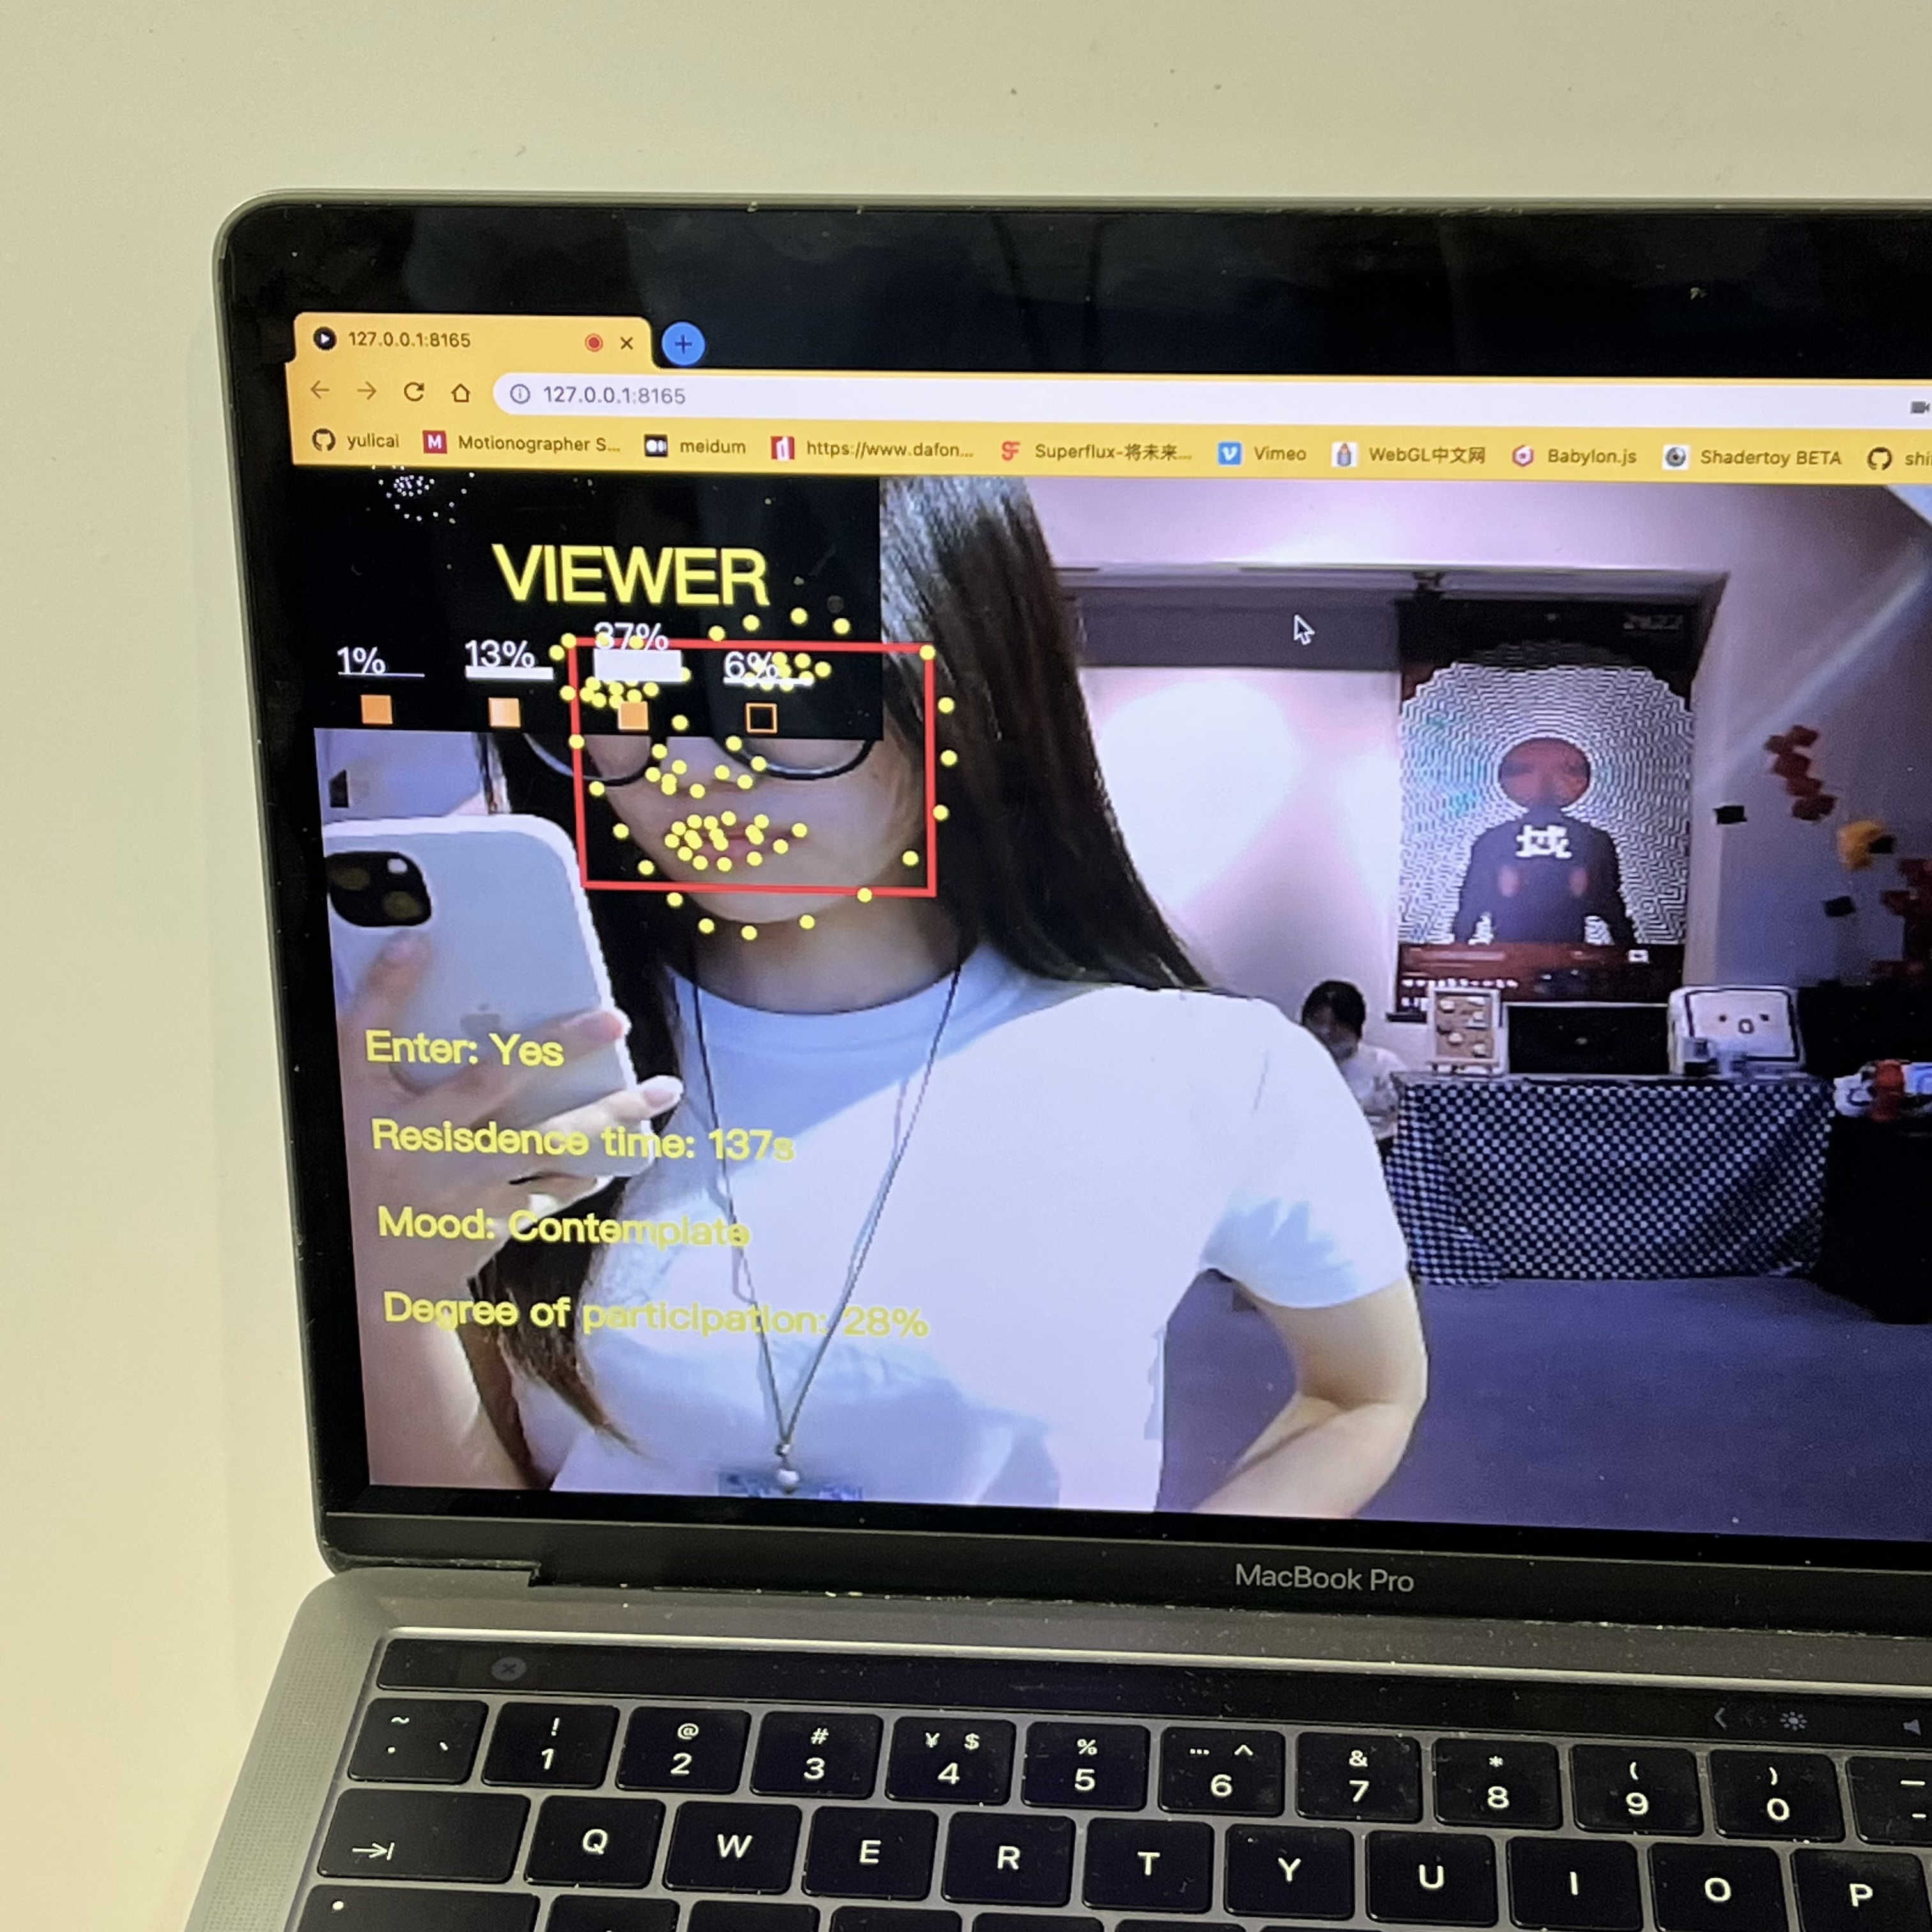 127.0.0.1:8165
127.0.0.1:8165
yulicai M Motionographer S... meidum https://www.dafon... Superflux-将未来... Vimeo WebGL中文网 Babylon.js Shadertoy BETA
VIEWER
1% 13% 37% 6%
Enter: Yes
Resisdence time: 137s
Mood: Contemplate
Degree of participation: 28%
MacBook Pro
~ ! @ # ¥ $ % … ^ & * ( )
· ` 1 2 3 4 5 6 7 8 9 0
Q W E R T Y U I O P